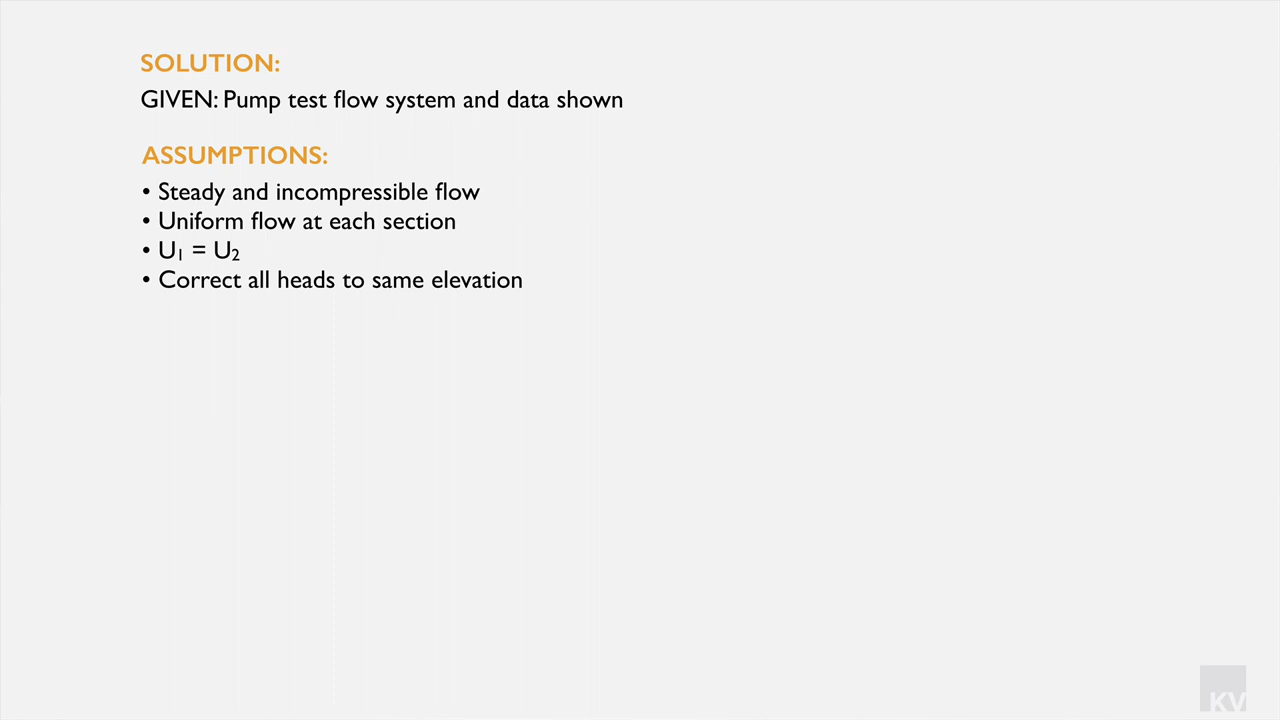 SOLUTION:
GIVEN: Pump test flow system and data shown
ASSUMPTIONS:
• Steady and incompressible flow
• Uniform flow at each section
• U₁ = U₂
• Correct all heads to same elevation
KV